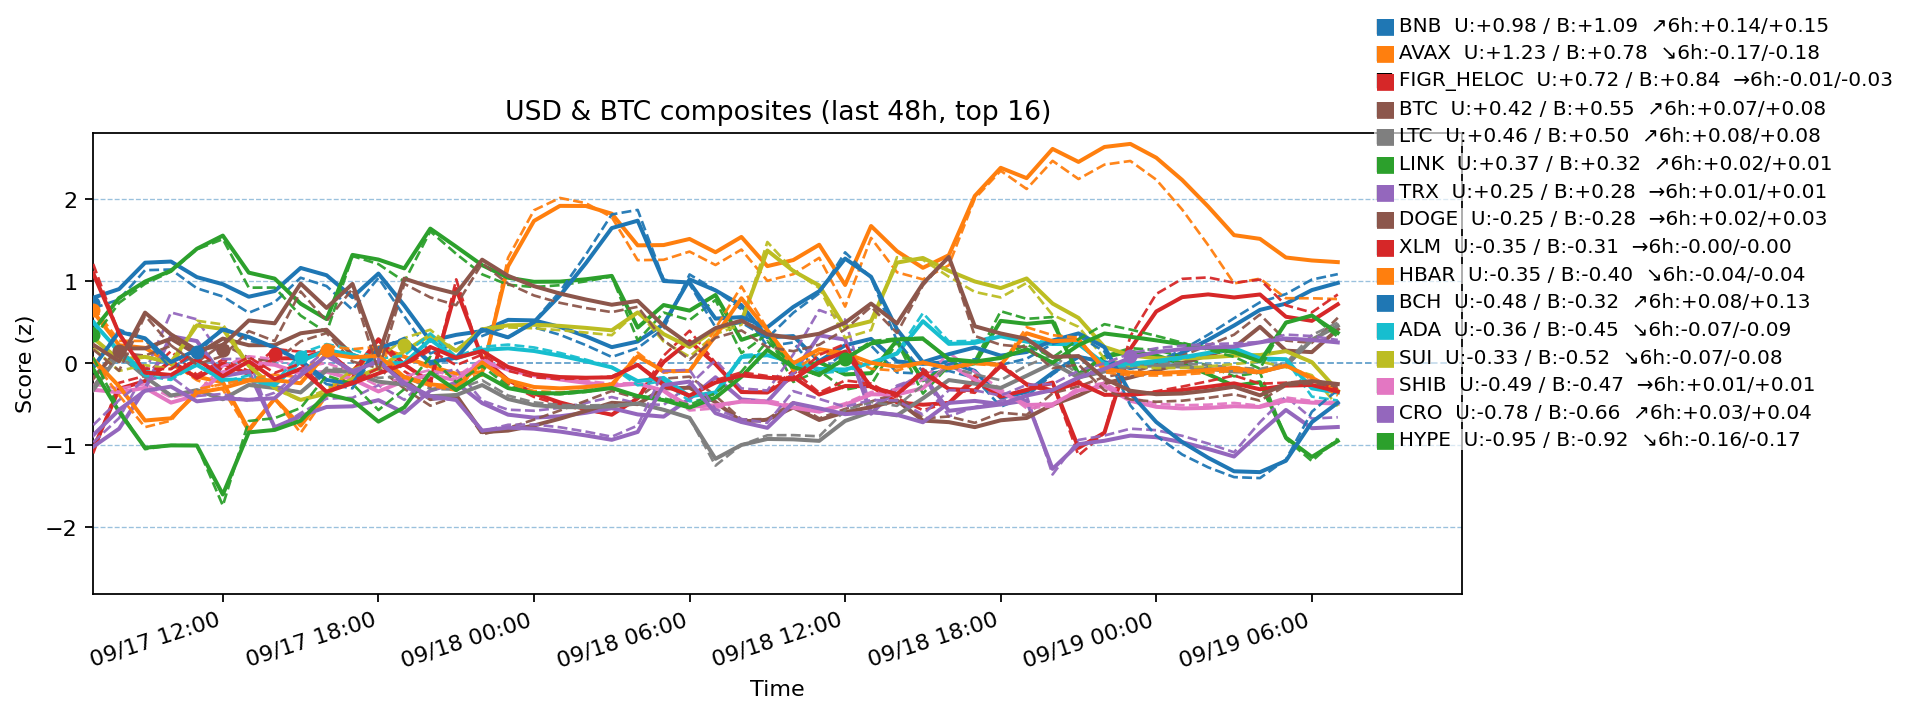 BNB U:+0.98 / B:+1.09 ↗6h:+0.14/+0.15
AVAX U:+1.23 / B:+0.78 ↘6h:-0.17/-0.18
FIGR_HELOC U:+0.72 / B:+0.84 →6h:-0.01/-0.03
BTC U:+0.42 / B:+0.55 ↗6h:+0.07/+0.08
LTC U:+0.46 / B:+0.50 ↗6h:+0.08/+0.08
LINK U:+0.37 / B:+0.32 ↗6h:+0.02/+0.01
TRX U:+0.25 / B:+0.28 →6h:+0.01/+0.01
DOGE U:-0.25 / B:-0.28 →6h:+0.02/+0.03
XLM U:-0.35 / B:-0.31 →6h:-0.00/-0.00
HBAR U:-0.35 / B:-0.40 ↘6h:-0.04/-0.04
BCH U:-0.48 / B:-0.32 ↗6h:+0.08/+0.13
ADA U:-0.36 / B:-0.45 ↘6h:-0.07/-0.09
SUI U:-0.33 / B:-0.52 ↘6h:-0.07/-0.08
SHIB U:-0.49 / B:-0.47 →6h:+0.01/+0.01
CRO U:-0.78 / B:-0.66 ↗6h:+0.03/+0.04
HYPE U:-0.95 / B:-0.92 ↘6h:-0.16/-0.17
USD & BTC composites (last 48h, top 16)
Score (z)
2
1
0
−1
−2
09/17 12:00
09/17 18:00
09/18 00:00
09/18 06:00
09/18 12:00
09/18 18:00
09/19 00:00
09/19 06:00
Time